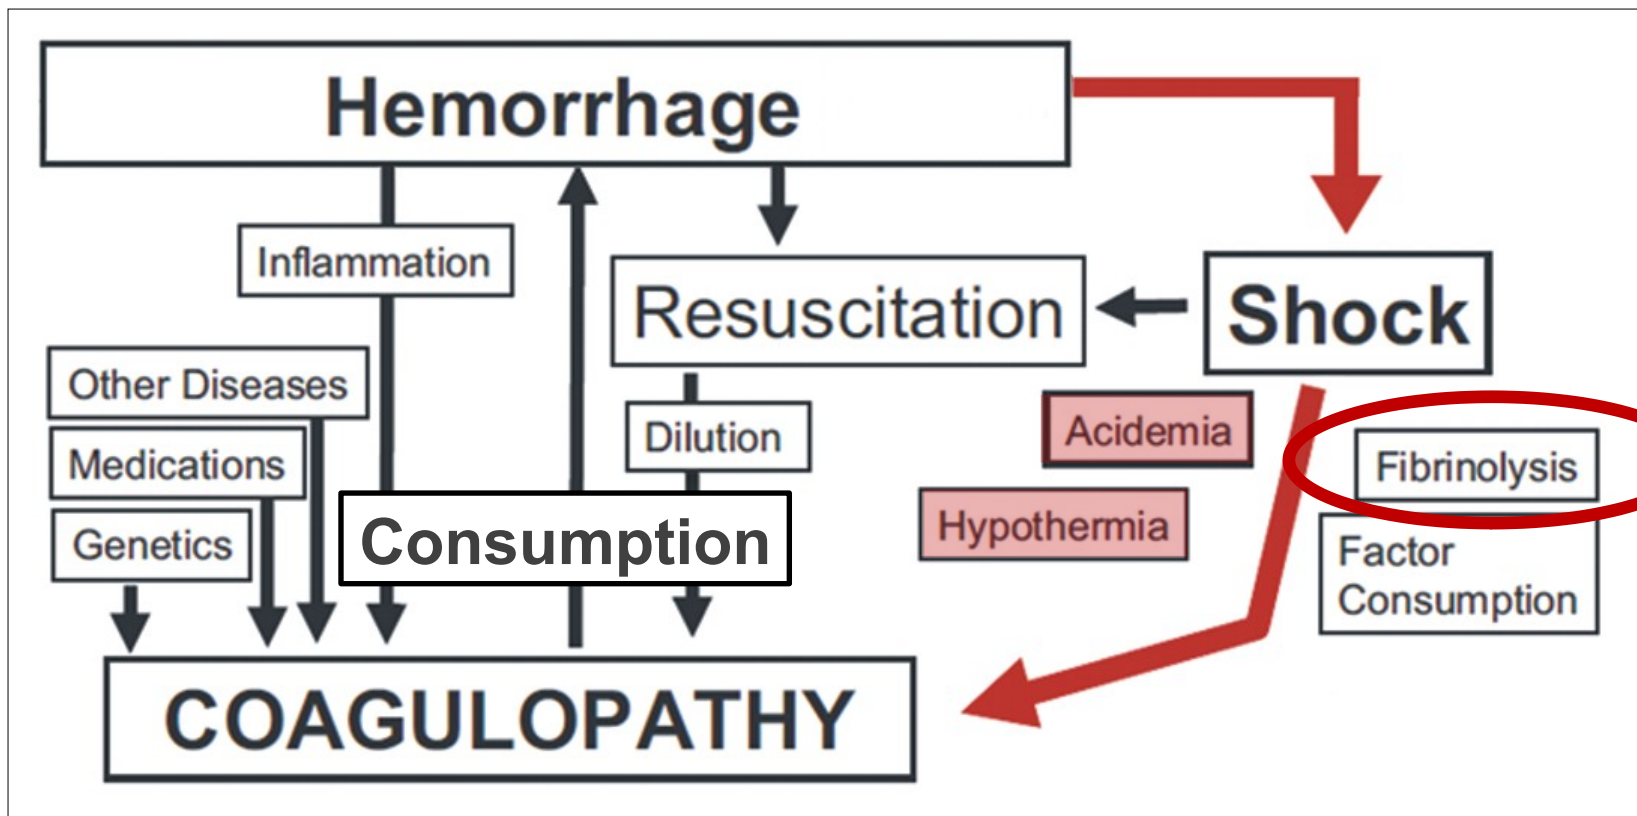 Hemorrhage
Inflammation
Resuscitation
Shock
Other Diseases
Medications
Genetics
Dilution
Consumption
Acidemia
Hypothermia
Fibrinolysis
Factor
Consumption
COAGULOPATHY